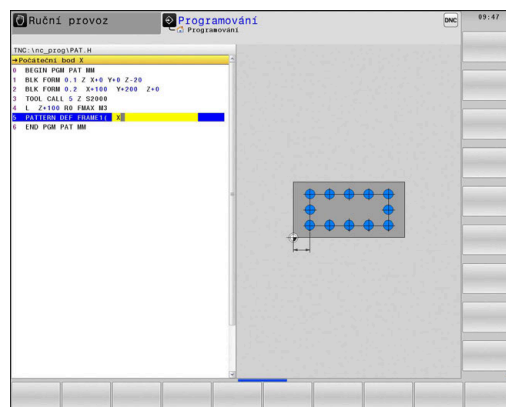 Ruční provoz
Programování
Programování
DNC
09:47
TNC:\nc_prog\PAT.H
→Počáteční bod X
0 BEGIN PGM PAT MM
1 BLK FORM 0.1 Z X+0 Y+0 Z-20
2 BLK FORM 0.2 X+100 Y+200 Z+0
3 TOOL CALL 5 Z S2000
4 L Z+100 R0 FMAX M3
5 PATTERN DEF FRAME1( X
6 END PGM PAT MM